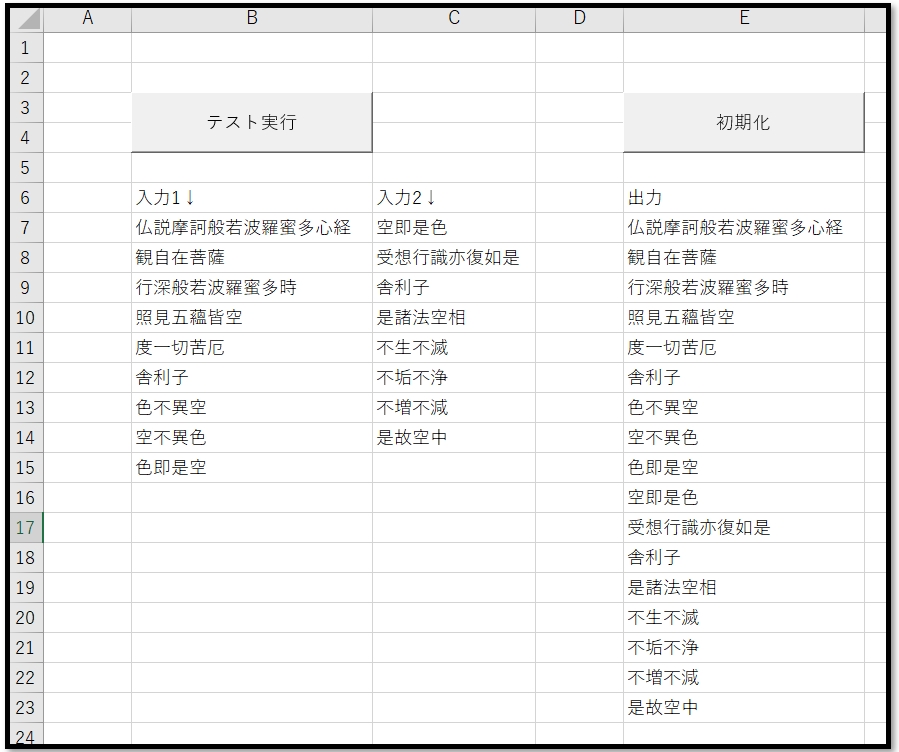 A B C D E
1
2
3
テスト実行 初期化
4
5
6 入力1↓ 入力2↓ 出力
7 仏説摩訶般若波羅蜜多心経 空即是色 仏説摩訶般若波羅蜜多心経
8 観自在菩薩 受想行識亦復如是 観自在菩薩
9 行深般若波羅蜜多時 舎利子 行深般若波羅蜜多時
10 照見五蘊皆空 是諸法空相 照見五蘊皆空
11 度一切苦厄 不生不滅 度一切苦厄
12 舎利子 不垢不浄 舎利子
13 色不異空 不増不減 色不異空
14 空不異色 是故空中 空不異色
15 色即是空 色即是空
16 空即是色
17 受想行識亦復如是
18 舎利子
19 是諸法空相
20 不生不滅
21 不垢不浄
22 不増不減
23 是故空中
24